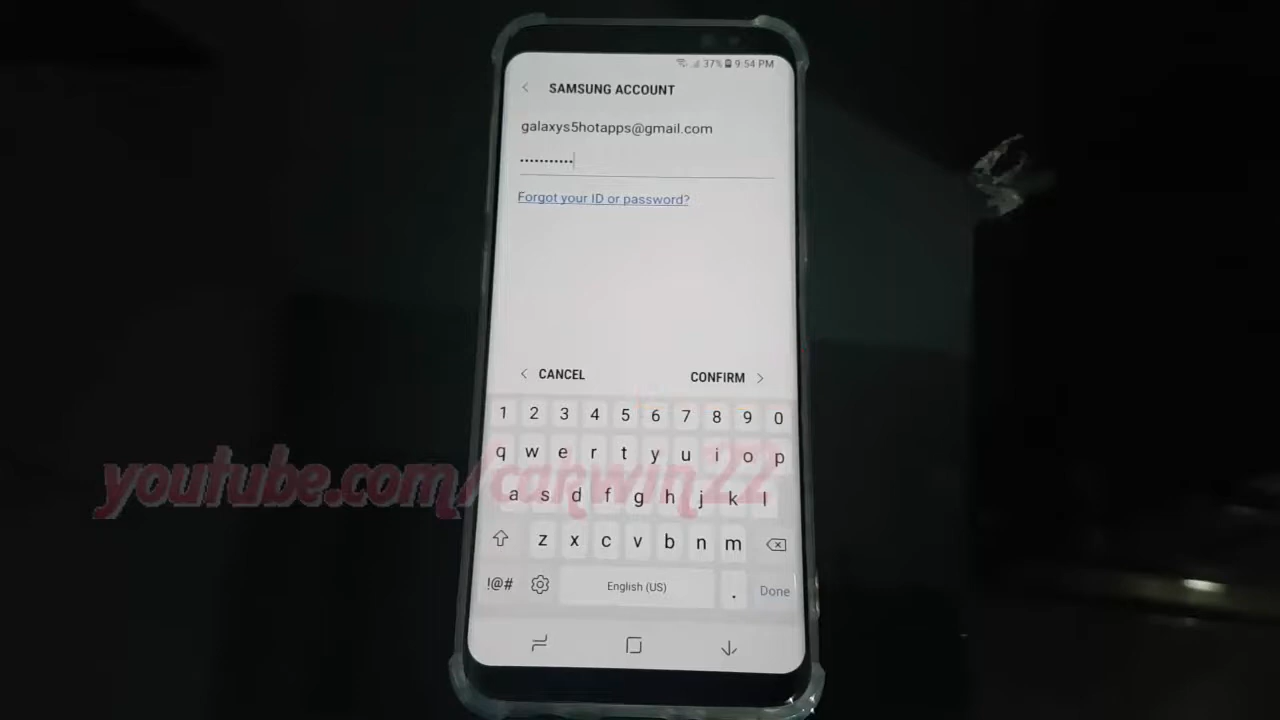 37% 9:54 PM
SAMSUNG ACCOUNT
galaxys5hotapps@gmail.com
•••••••••••
Forgot your ID or password?
CANCEL CONFIRM
1 2 3 4 5 6 7 8 9 0
q w e r t y u i o p
youtube.com/cakwin22
a s d f g h j k l
z x c v b n m
!@# English (US) . Done